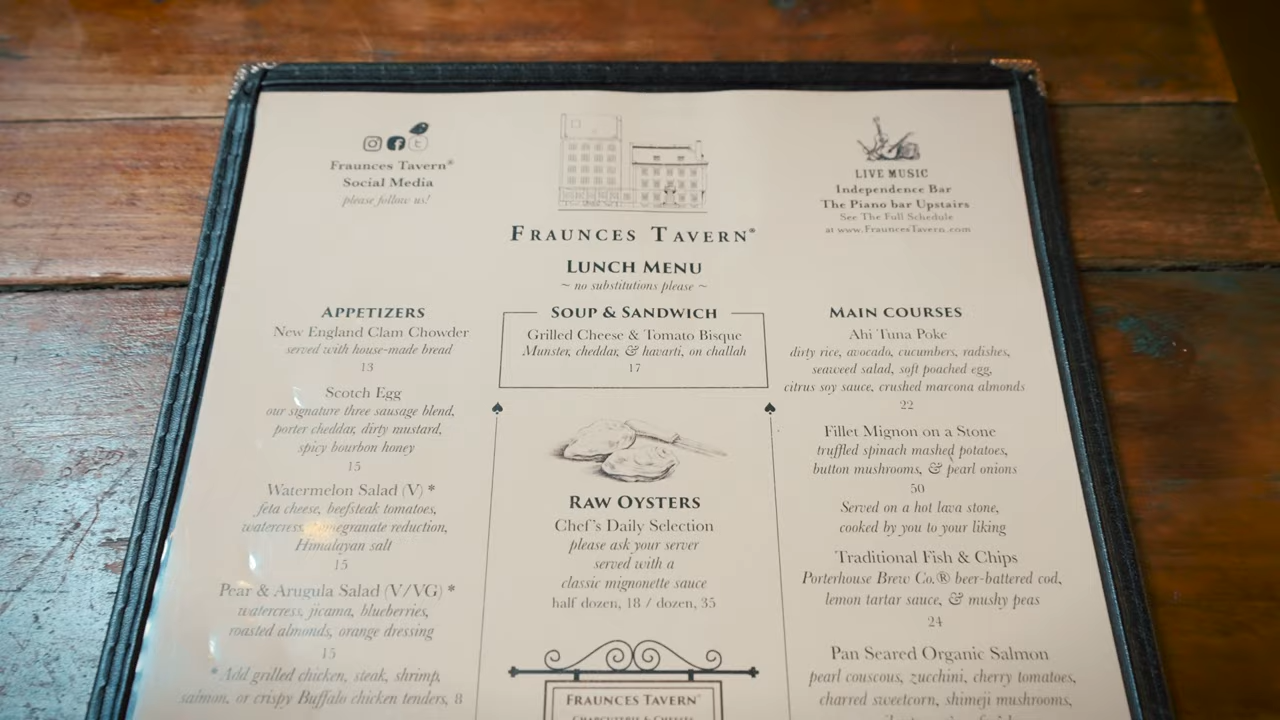 Fraunces Tavern®
Social Media
please follow us!
LIVE MUSIC
Independence Bar
The Piano bar Upstairs
See The Full Schedule
at www.FrauncesTavern.com
FRAUNCES TAVERN®
LUNCH MENU
~ no substitutions please ~
APPETIZERS
New England Clam Chowder
served with house-made bread
13
Scotch Egg
our signature three sausage blend,
porter cheddar, dirty mustard,
spicy bourbon honey
15
Watermelon Salad (V) *
feta cheese, beefsteak tomatoes,
watercress, pomegranate reduction,
Himalayan salt
15
Pear & Arugula Salad (V/VG) *
watercress, jicama, blueberries,
roasted almonds, orange dressing
15
* Add grilled chicken, steak, shrimp,
salmon, or crispy Buffalo chicken tenders, 8
SOUP & SANDWICH
Grilled Cheese & Tomato Bisque
Munster, cheddar, & havarti, on challah
17
RAW OYSTERS
Chef's Daily Selection
please ask your server
served with a
classic mignonette sauce
half dozen, 18 / dozen, 35
FRAUNCES TAVERN®
CHARCUTERIE & CHEESES
MAIN COURSES
Ahi Tuna Poke
dirty rice, avocado, cucumbers, radishes,
seaweed salad, soft poached egg,
citrus soy sauce, crushed marcona almonds
22
Fillet Mignon on a Stone
truffled spinach mashed potatoes,
button mushrooms, & pearl onions
50
Served on a hot lava stone,
cooked by you to your liking
Traditional Fish & Chips
Porterhouse Brew Co.® beer-battered cod,
lemon tartar sauce, & mushy peas
24
Pan Seared Organic Salmon
pearl couscous, zucchini, cherry tomatoes,
charred sweetcorn, shimeji mushrooms,